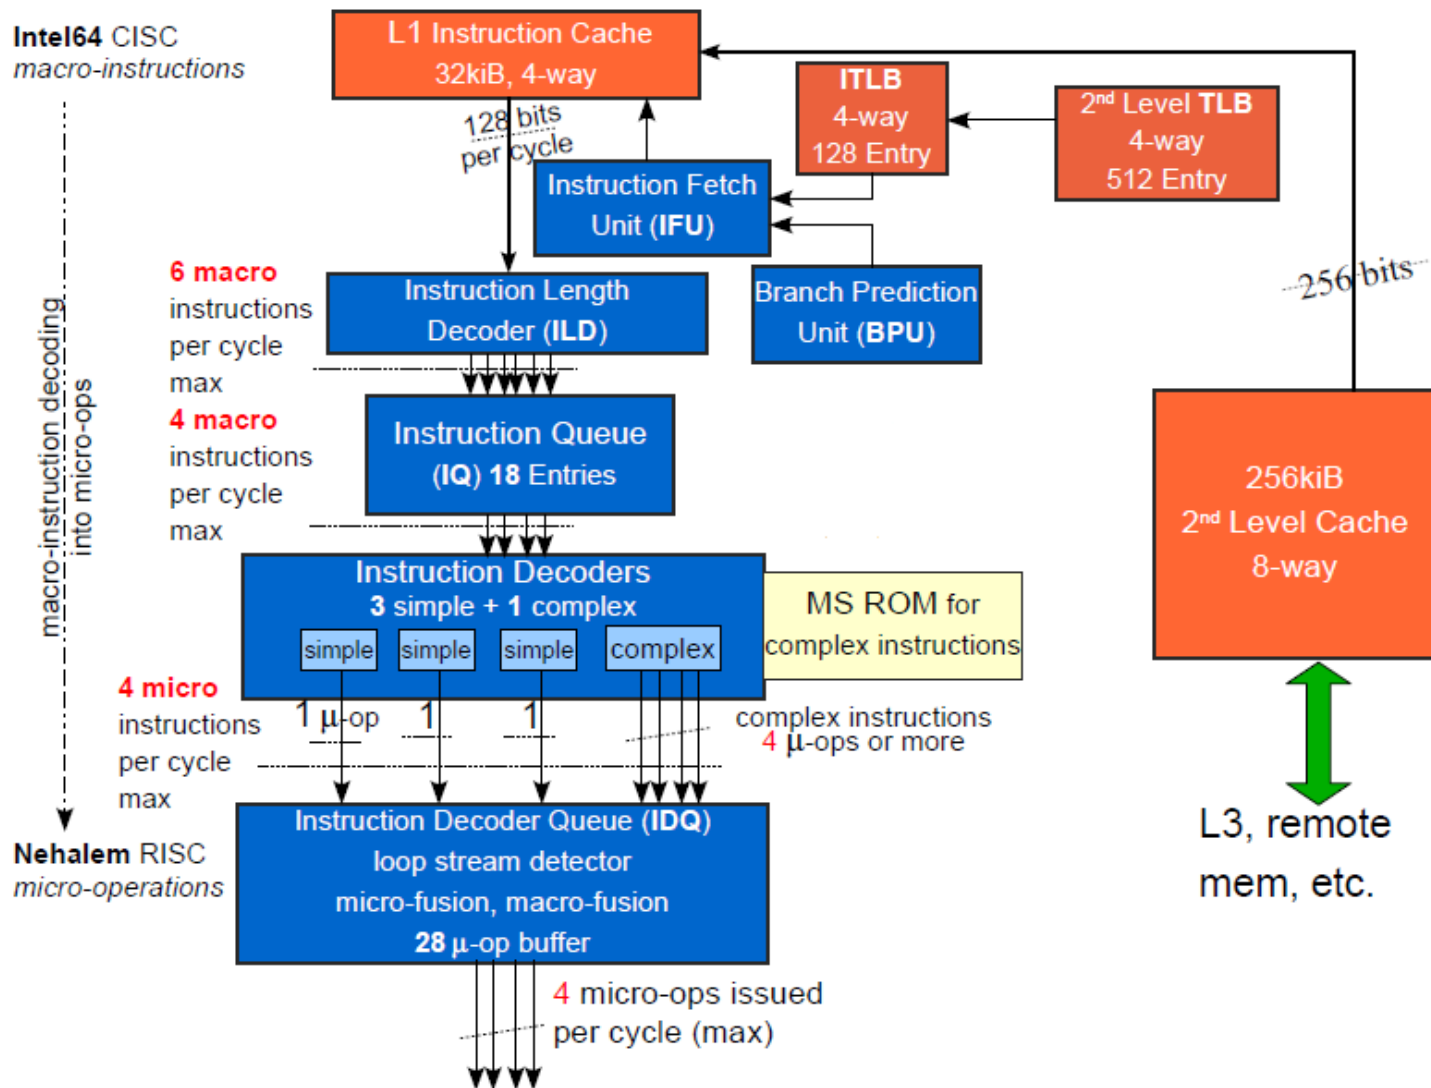 Intel64 CISC
macro-instructions
L1 Instruction Cache
32kiB, 4-way
128 bits
per cycle
ITLB
4-way
128 Entry
2nd Level TLB
4-way
512 Entry
Instruction Fetch
Unit (IFU)
Branch Prediction
Unit (BPU)
256 bits
6 macro
instructions
per cycle
max
Instruction Length
Decoder (ILD)
4 macro
instructions
per cycle
max
Instruction Queue
(IQ) 18 Entries
macro-instruction decoding
into micro-ops
256kiB
2nd Level Cache
8-way
Instruction Decoders
3 simple + 1 complex
simple
simple
simple
complex
MS ROM for
complex instructions
4 micro
instructions
per cycle
max
1 μ-op
1
1
complex instructions
4 μ-ops or more
Instruction Decoder Queue (IDQ)
loop stream detector
micro-fusion, macro-fusion
28 μ-op buffer
L3, remote
mem, etc.
Nehalem RISC
micro-operations
4 micro-ops issued
per cycle (max)